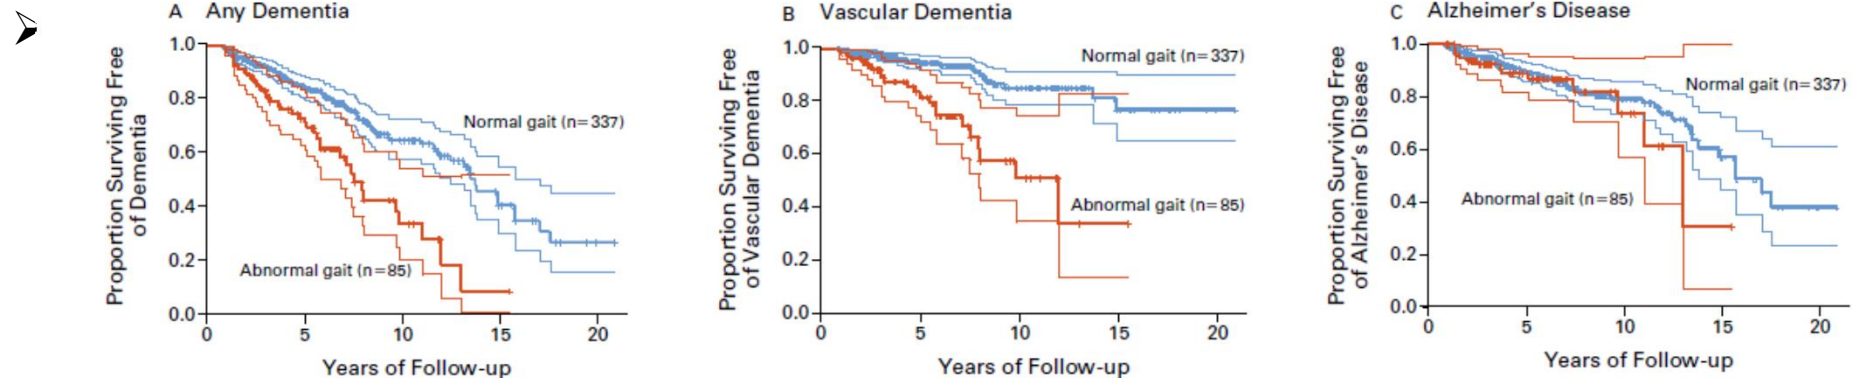 A Any Dementia
Proportion Surviving Free
of Dementia
1.0
0.8
0.6
0.4
0.2
0.0
Normal gait (n=337)
Abnormal gait (n=85)
0 5 10 15 20
Years of Follow-up
B Vascular Dementia
Proportion Surviving Free
of Vascular Dementia
1.0
0.8
0.6
0.4
0.2
0.0
Normal gait (n=337)
Abnormal gait (n=85)
0 5 10 15 20
Years of Follow-up
C Alzheimer's Disease
Proportion Surviving Free
of Alzheimer's Disease
1.0
0.8
0.6
0.4
0.2
0.0
Normal gait (n=337)
Abnormal gait (n=85)
0 5 10 15 20
Years of Follow-up